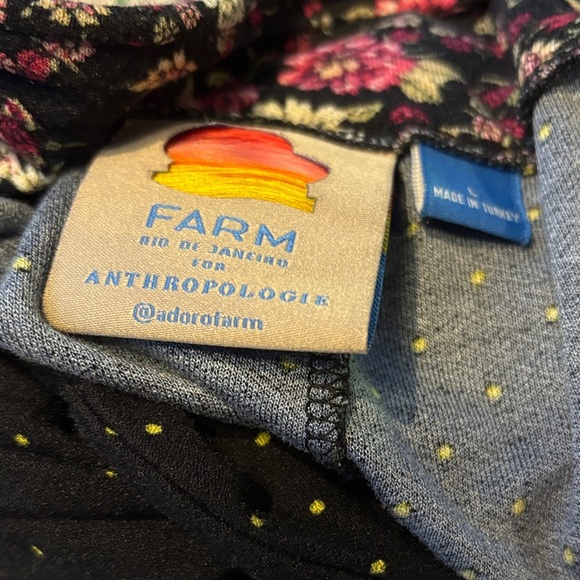 FARM
RIO DE JANEIRO
FOR
ANTHROPOLOGIE
@adorofarm
L
MADE IN TURKEY